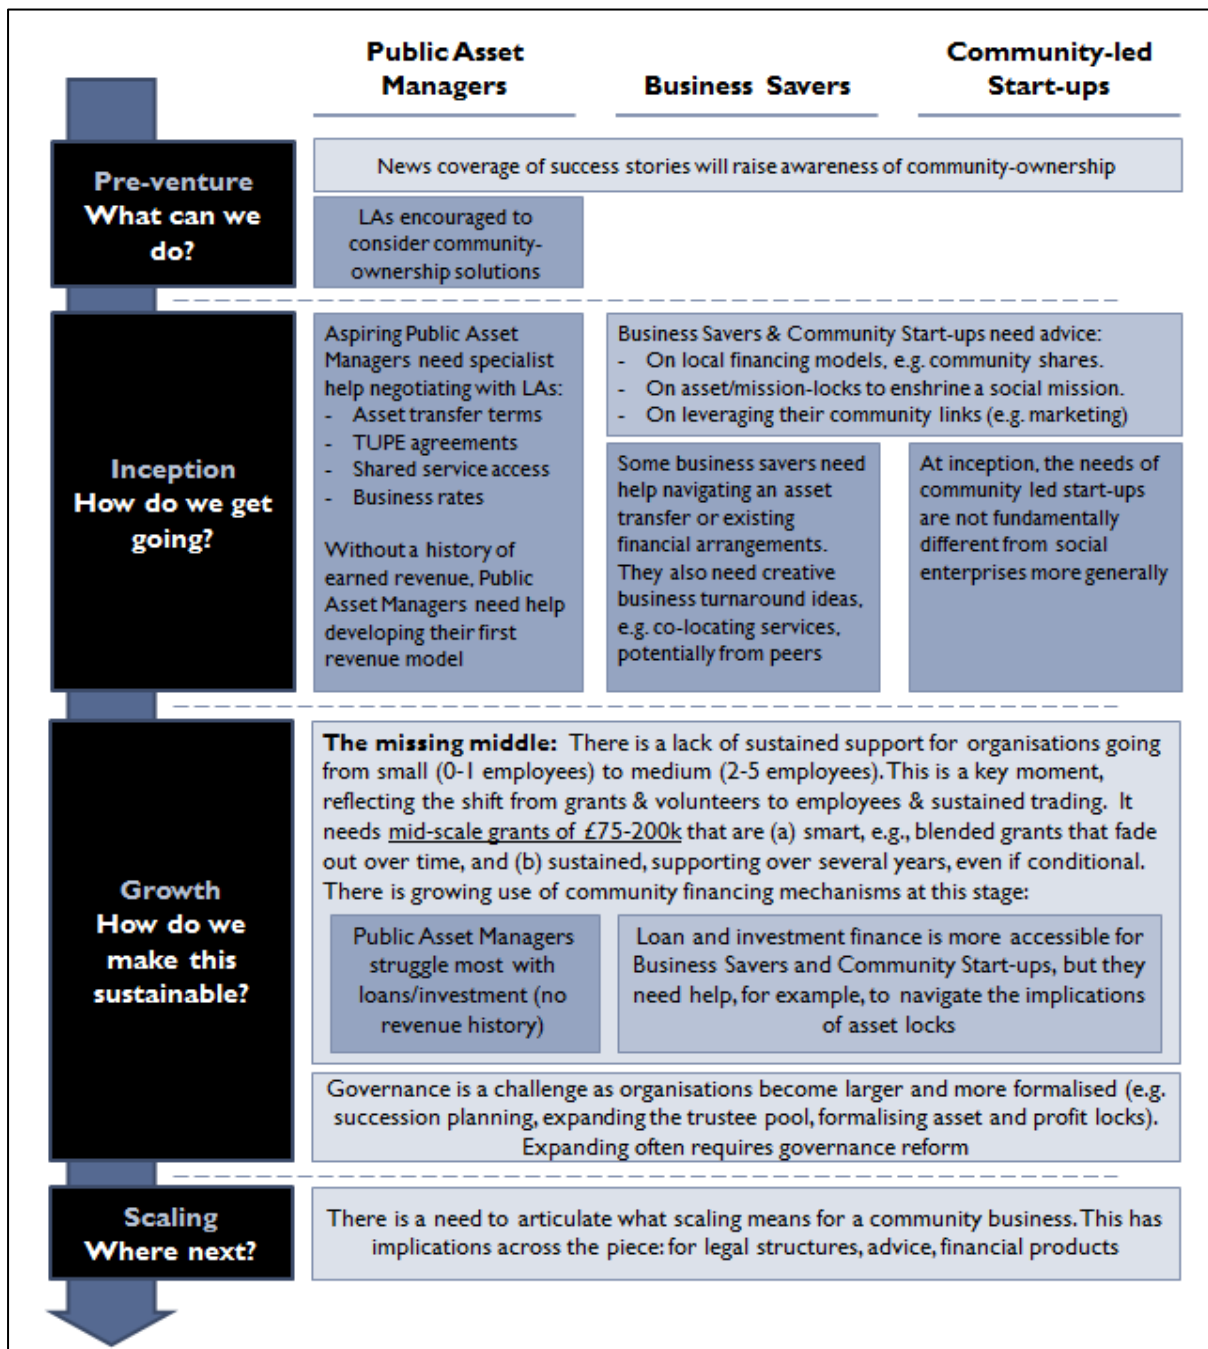 Public Asset
Managers
Business Savers
Community-led
Start-ups
Pre-venture
What can we
do?
News coverage of success stories will raise awareness of community-ownership
LAs encouraged to
consider community-
ownership solutions
Inception
How do we get
going?
Aspiring Public Asset
Managers need specialist
help negotiating with LAs:
- Asset transfer terms
- TUPE agreements
- Shared service access
- Business rates
Without a history of
earned revenue, Public
Asset Managers need help
developing their first
revenue model
Business Savers & Community Start-ups need advice:
- On local financing models, e.g. community shares.
- On asset/mission-locks to enshrine a social mission.
- On leveraging their community links (e.g. marketing)
Some business savers need
help navigating an asset
transfer or existing
financial arrangements.
They also need creative
business turnaround ideas,
e.g. co-locating services,
potentially from peers
At inception, the needs of
community led start-ups
are not fundamentally
different from social
enterprises more generally
Growth
How do we
make this
sustainable?
The missing middle: There is a lack of sustained support for organisations going
from small (0-1 employees) to medium (2-5 employees). This is a key moment,
reflecting the shift from grants & volunteers to employees & sustained trading. It
needs mid-scale grants of £75-200k that are (a) smart, e.g., blended grants that fade
out over time, and (b) sustained, supporting over several years, even if conditional.
There is growing use of community financing mechanisms at this stage:
Public Asset Managers
struggle most with
loans/investment (no
revenue history)
Loan and investment finance is more accessible for
Business Savers and Community Start-ups, but they
need help, for example, to navigate the implications
of asset locks
Governance is a challenge as organisations become larger and more formalised (e.g.
succession planning, expanding the trustee pool, formalising asset and profit locks).
Expanding often requires governance reform
Scaling
Where next?
There is a need to articulate what scaling means for a community business. This has
implications across the piece: for legal structures, advice, financial products